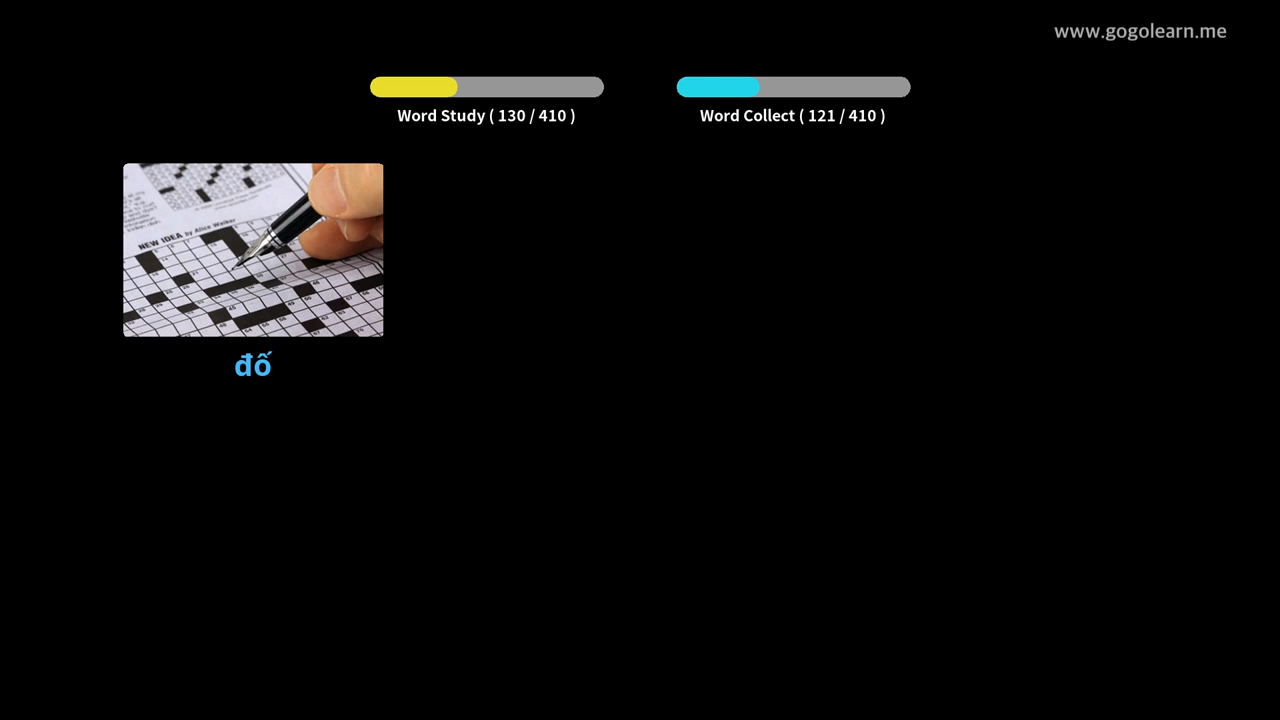 www.gogolearn.me
Word Study ( 130 / 410 )
Word Collect ( 121 / 410 )
NEW IDEA by Alice Walker
đố